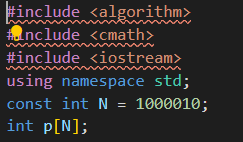 #include <algorithm>
#include <cmath>
#include <iostream>
using namespace std;
const int N = 1000010;
int p[N];